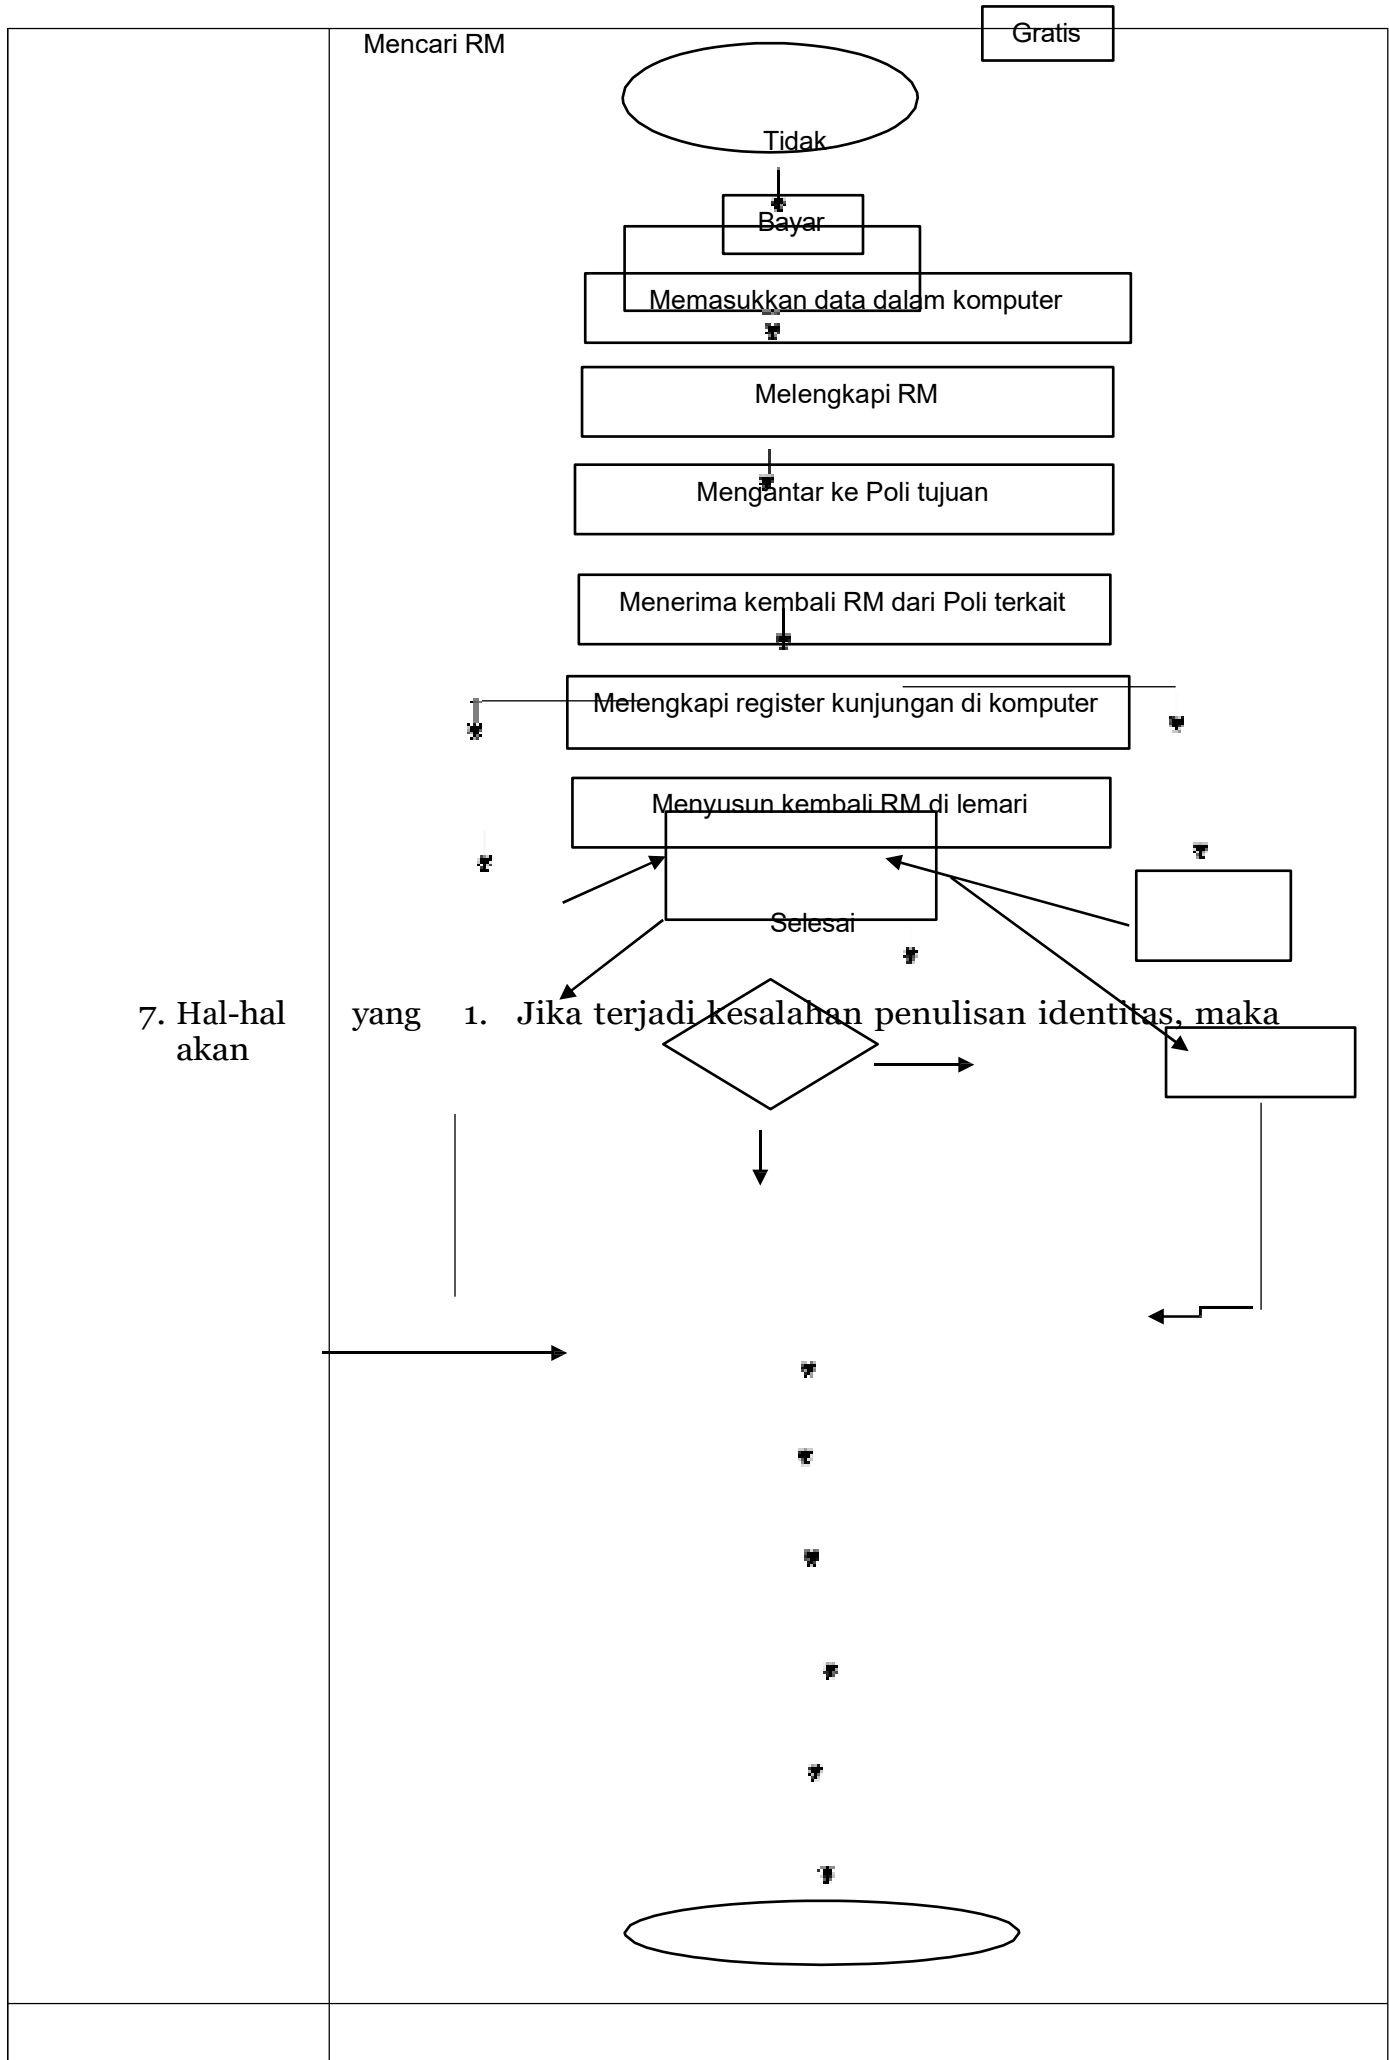 Gratis
Mencari RM
Tidak
Bayar
Memasukkan data dalam komputer
Melengkapi RM
Mengantar ke Poli tujuan
Menerima kembali RM dari Poli terkait
Melengkapi register kunjungan di komputer
Menyusun kembali RM di lemari
Selesai
7. Hal-hal yang 1. Jika terjadi kesalahan penulisan identitas, maka
akan